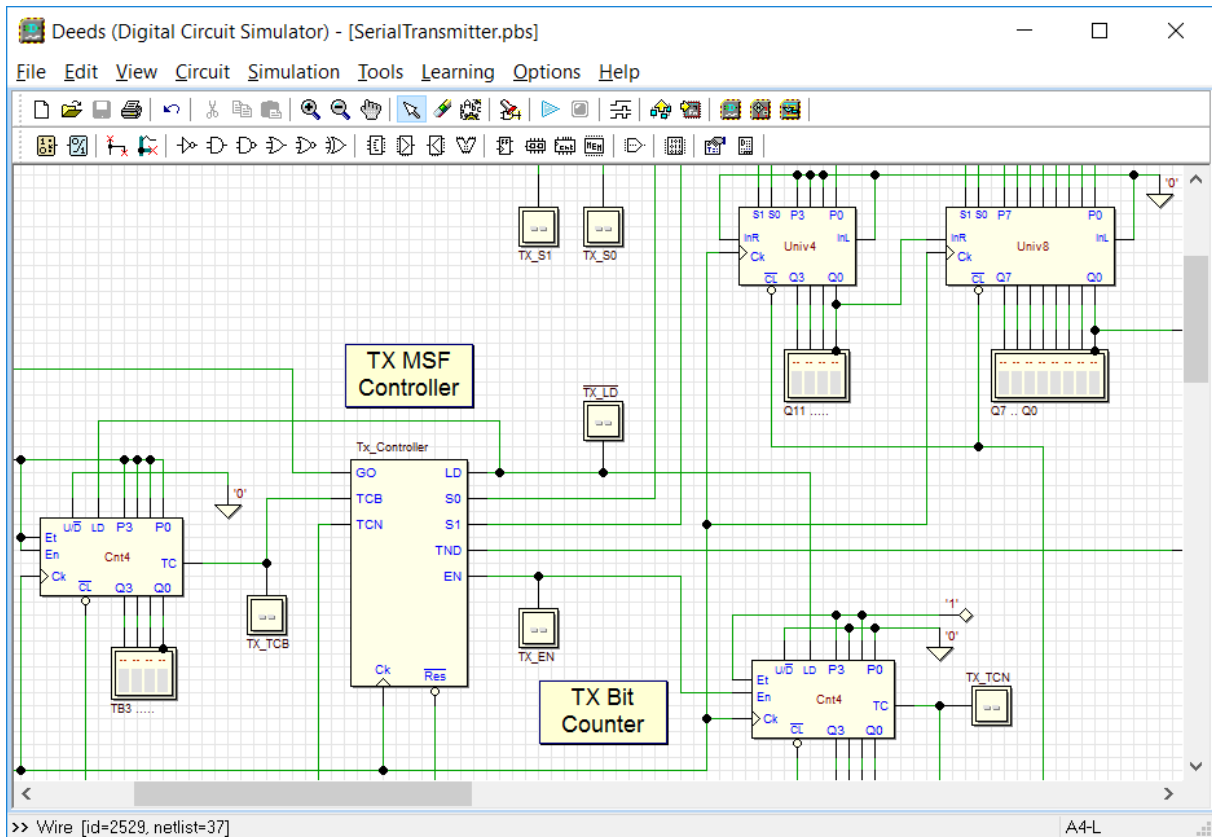 Deeds (Digital Circuit Simulator) - [SerialTransmitter.pbs]
File Edit View Circuit Simulation Tools Learning Options Help
TX_S1
TX_S0
S1 S0 P3 P0
InR InL
Univ4
Ck
CL Q3 Q0
Q11 .....
S1 S0 P7 P0
InR InL
Univ8
Ck
CL Q7 Q0
Q7 .. Q0
'0'
TX MSF
Controller
TX_LD
Tx_Controller
GO LD
TCB S0
TCN S1
TND
EN
Ck Res
'0'
U/D LD P3 P0
Et
En
Cnt4
TC
Ck
CL Q3 Q0
TB3 .....
TX_TCB
TX_EN
TX Bit
Counter
'1'
'0'
U/D LD P3 P0
Et
En
Cnt4
TC
Ck
CL Q3 Q0
TX_TCN
>> Wire [id=2529, netlist=37]
A4-L